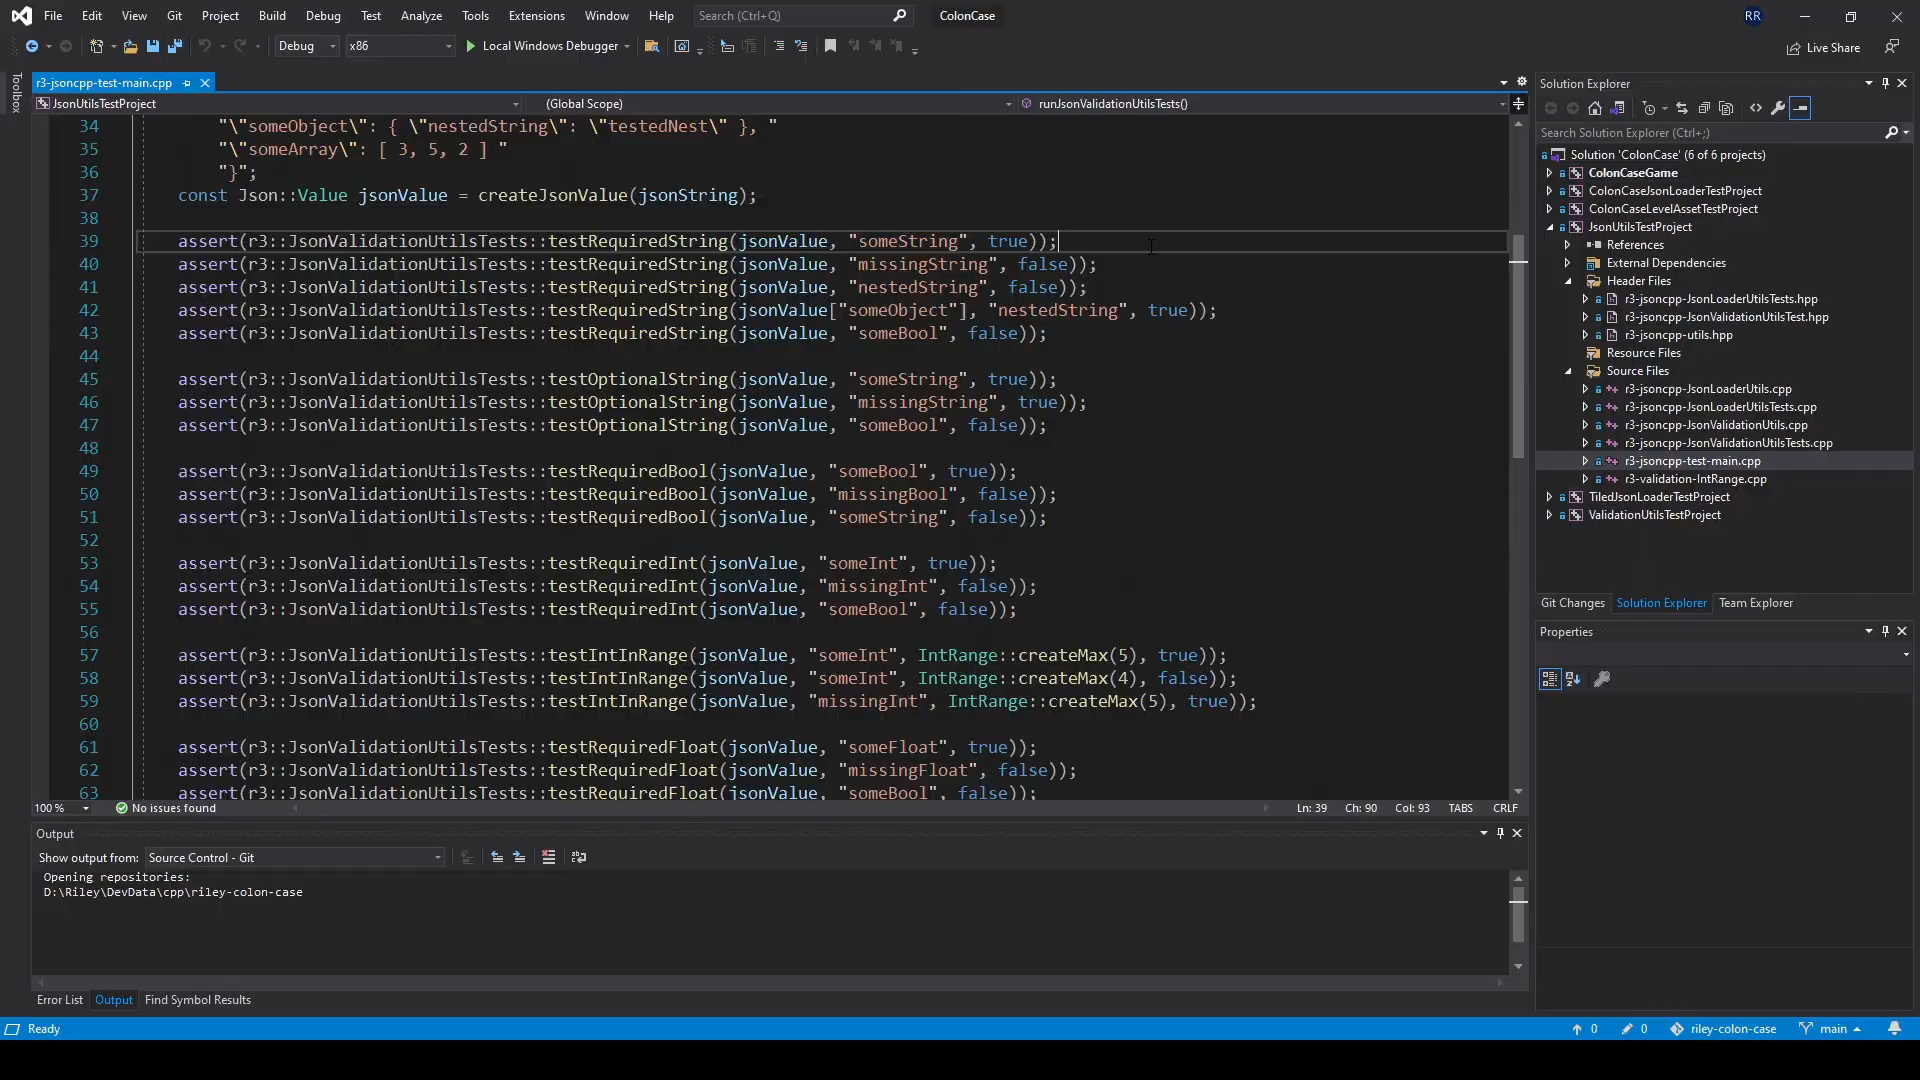 File Edit View Git Project Build Debug Test Analyze Tools Extensions Window Help Search (Ctrl+Q) ColonCase RR
Debug x86 Local Windows Debugger Live Share
Toolbox
r3-jsoncpp-test-main.cpp
JsonUtilsTestProject (Global Scope) runJsonValidationUtilsTests()
34 "\"someObject\": { \"nestedString\": \"testedNest\" }, "
35 "\"someArray\": [ 3, 5, 2 ] "
36 "}";
37 const Json::Value jsonValue = createJsonValue(jsonString);
38
39 assert(r3::JsonValidationUtilsTests::testRequiredString(jsonValue, "someString", true));
40 assert(r3::JsonValidationUtilsTests::testRequiredString(jsonValue, "missingString", false));
41 assert(r3::JsonValidationUtilsTests::testRequiredString(jsonValue, "nestedString", false));
42 assert(r3::JsonValidationUtilsTests::testRequiredString(jsonValue["someObject"], "nestedString", true));
43 assert(r3::JsonValidationUtilsTests::testRequiredString(jsonValue, "someBool", false));
44
45 assert(r3::JsonValidationUtilsTests::testOptionalString(jsonValue, "someString", true));
46 assert(r3::JsonValidationUtilsTests::testOptionalString(jsonValue, "missingString", true));
47 assert(r3::JsonValidationUtilsTests::testOptionalString(jsonValue, "someBool", false));
48
49 assert(r3::JsonValidationUtilsTests::testRequiredBool(jsonValue, "someBool", true));
50 assert(r3::JsonValidationUtilsTests::testRequiredBool(jsonValue, "missingBool", false));
51 assert(r3::JsonValidationUtilsTests::testRequiredBool(jsonValue, "someString", false));
52
53 assert(r3::JsonValidationUtilsTests::testRequiredInt(jsonValue, "someInt", true));
54 assert(r3::JsonValidationUtilsTests::testRequiredInt(jsonValue, "missingInt", false));
55 assert(r3::JsonValidationUtilsTests::testRequiredInt(jsonValue, "someBool", false));
56
57 assert(r3::JsonValidationUtilsTests::testIntInRange(jsonValue, "someInt", IntRange::createMax(5), true));
58 assert(r3::JsonValidationUtilsTests::testIntInRange(jsonValue, "someInt", IntRange::createMax(4), false));
59 assert(r3::JsonValidationUtilsTests::testIntInRange(jsonValue, "missingInt", IntRange::createMax(5), true));
60
61 assert(r3::JsonValidationUtilsTests::testRequiredFloat(jsonValue, "someFloat", true));
62 assert(r3::JsonValidationUtilsTests::testRequiredFloat(jsonValue, "missingFloat", false));
63 assert(r3::JsonValidationUtilsTests::testRequiredFloat(jsonValue, "someBool", false));
100 % No issues found Ln: 39 Ch: 90 Col: 93 TABS CRLF
Output
Show output from: Source Control - Git
Opening repositories:
D:\Riley\DevData\cpp\riley-colon-case
Error List Output Find Symbol Results
Solution Explorer
Search Solution Explorer (Ctrl+;)
Solution 'ColonCase' (6 of 6 projects)
ColonCaseGame
ColonCaseJsonLoaderTestProject
ColonCaseLevelAssetTestProject
JsonUtilsTestProject
References
External Dependencies
Header Files
r3-jsoncpp-JsonLoaderUtilsTests.hpp
r3-jsoncpp-JsonValidationUtilsTest.hpp
r3-jsoncpp-utils.hpp
Resource Files
Source Files
r3-jsoncpp-JsonLoaderUtils.cpp
r3-jsoncpp-JsonLoaderUtilsTests.cpp
r3-jsoncpp-JsonValidationUtils.cpp
r3-jsoncpp-JsonValidationUtilsTests.cpp
r3-jsoncpp-test-main.cpp
r3-validation-IntRange.cpp
TiledJsonLoaderTestProject
ValidationUtilsTestProject
Git Changes Solution Explorer Team Explorer
Properties
Ready 0 0 riley-colon-case main